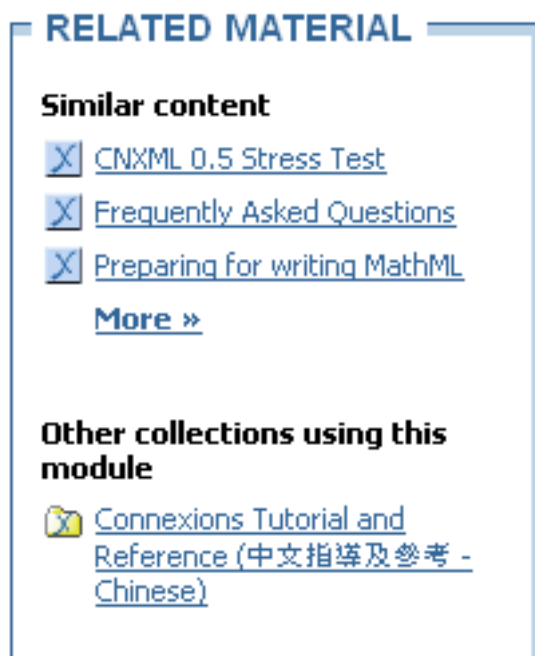 RELATED MATERIAL
Similar content
CNXML 0.5 Stress Test
Frequently Asked Questions
Preparing for writing MathML
More »
Other collections using this
module
Connexions Tutorial and
Reference (中文指導及參考 -
Chinese)